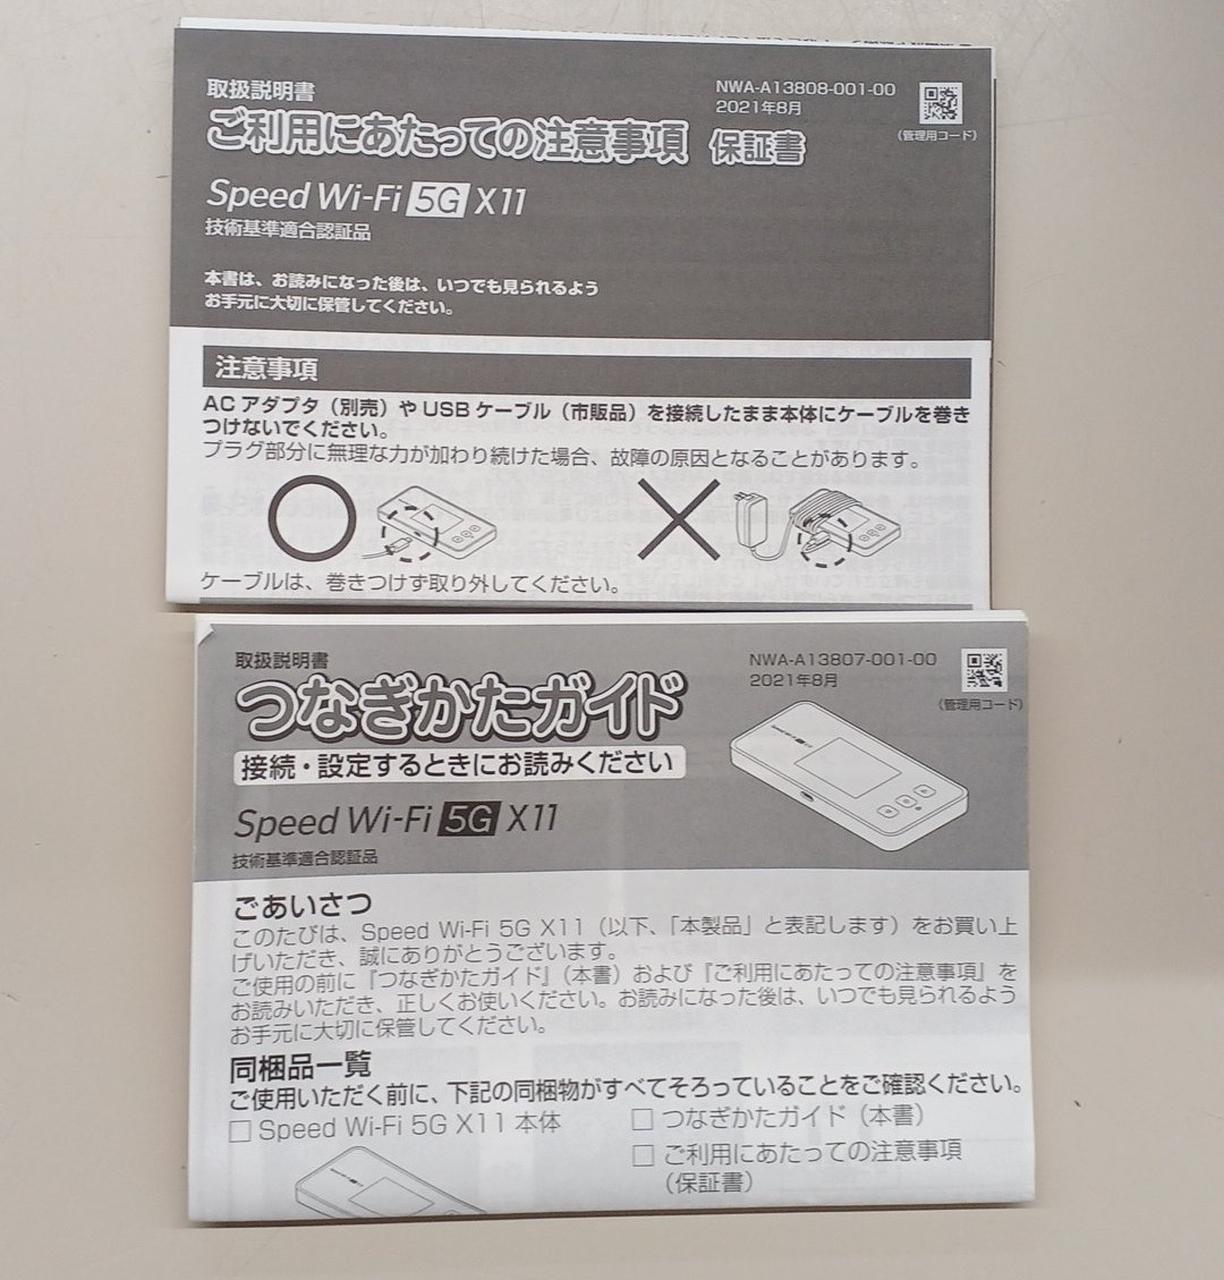 取扱説明書
ご利用にあたっての注意事項 保証書
NWA-A13808-001-00
2021年8月
(管理用コード)
Speed Wi-Fi 5G X11
技術基準適合認証品
本書は、お読みになった後は、いつでも見られるよう
お手元に大切に保管してください。
注意事項
ACアダプタ（別売）やUSBケーブル（市販品）を接続したまま本体にケーブルを巻き
つけないでください。
プラグ部分に無理な力が加わり続けた場合、故障の原因となることがあります。
ケーブルは、巻きつけず取り外してください。
取扱説明書
つなぎかたガイド
接続・設定するときにお読みください
NWA-A13807-001-00
2021年8月
(管理用コード)
Speed Wi-Fi 5G X11
技術基準適合認証品
ごあいさつ
このたびは、Speed Wi-Fi 5G X11（以下、「本製品」と表記します）をお買い上
げいただき、誠にありがとうございます。
ご使用の前に『つなぎかたガイド』（本書）および『ご利用にあたっての注意事項』を
お読みいただき、正しくお使いください。お読みになった後は、いつでも見られるよう
お手元に大切に保管してください。
同梱品一覧
ご使用いただく前に、下記の同梱物がすべてそろっていることをご確認ください。
□ Speed Wi-Fi 5G X11 本体
□ つなぎかたガイド（本書）
□ ご利用にあたっての注意事項
（保証書）